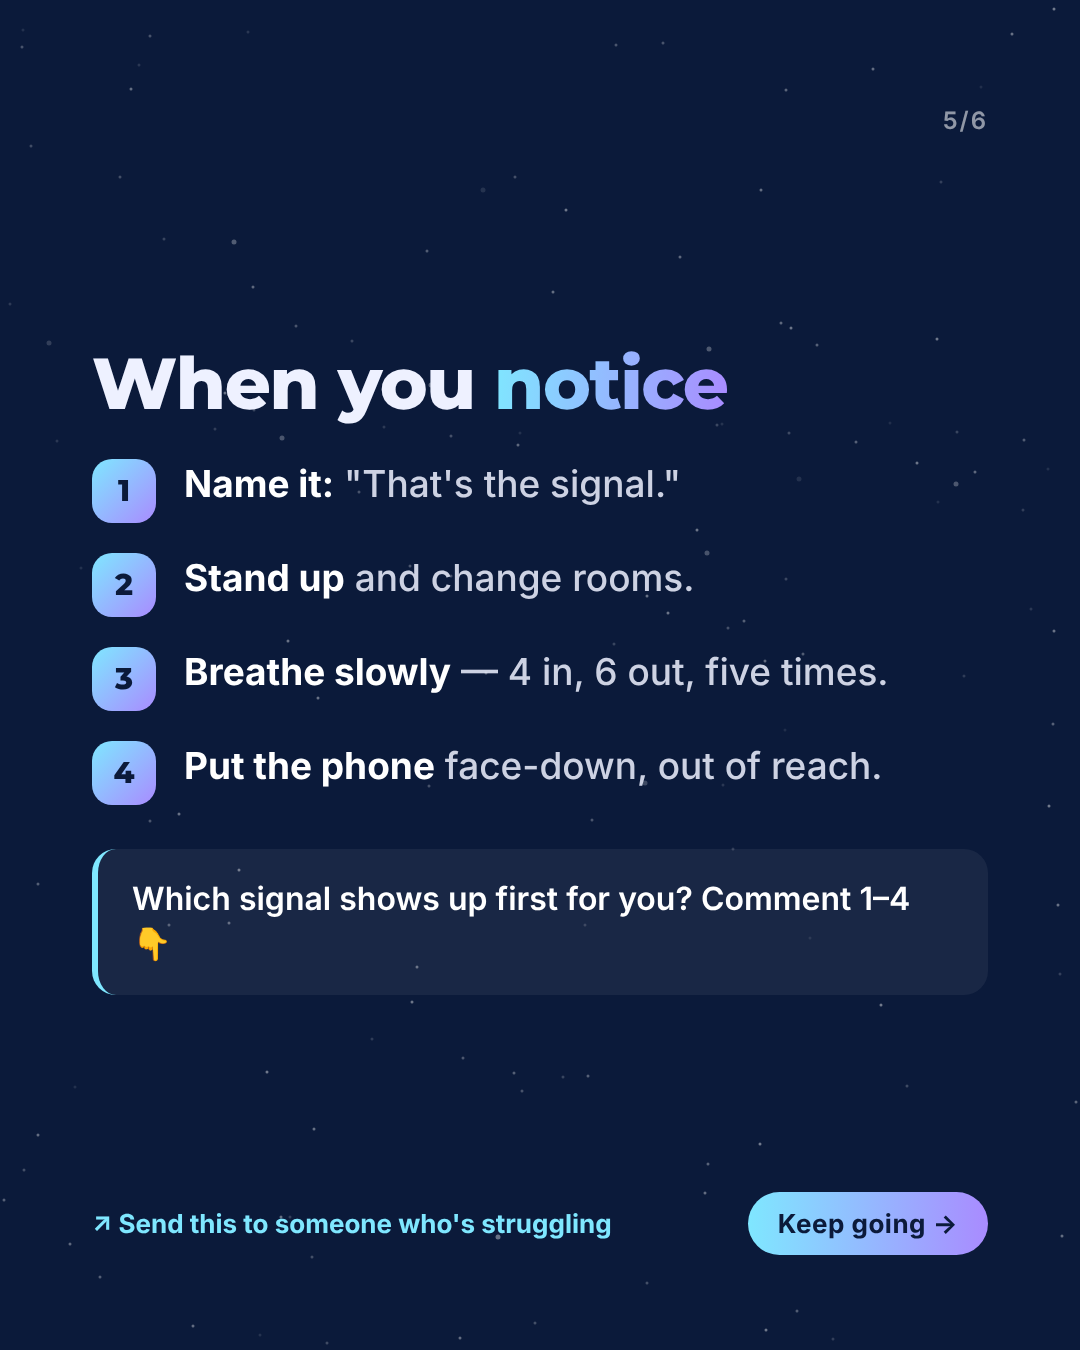 5/6
When you notice
1 Name it: "That's the signal."
2 Stand up and change rooms.
3 Breathe slowly — 4 in, 6 out, five times.
4 Put the phone face-down, out of reach.
Which signal shows up first for you? Comment 1–4
👇
↗ Send this to someone who's struggling
Keep going →